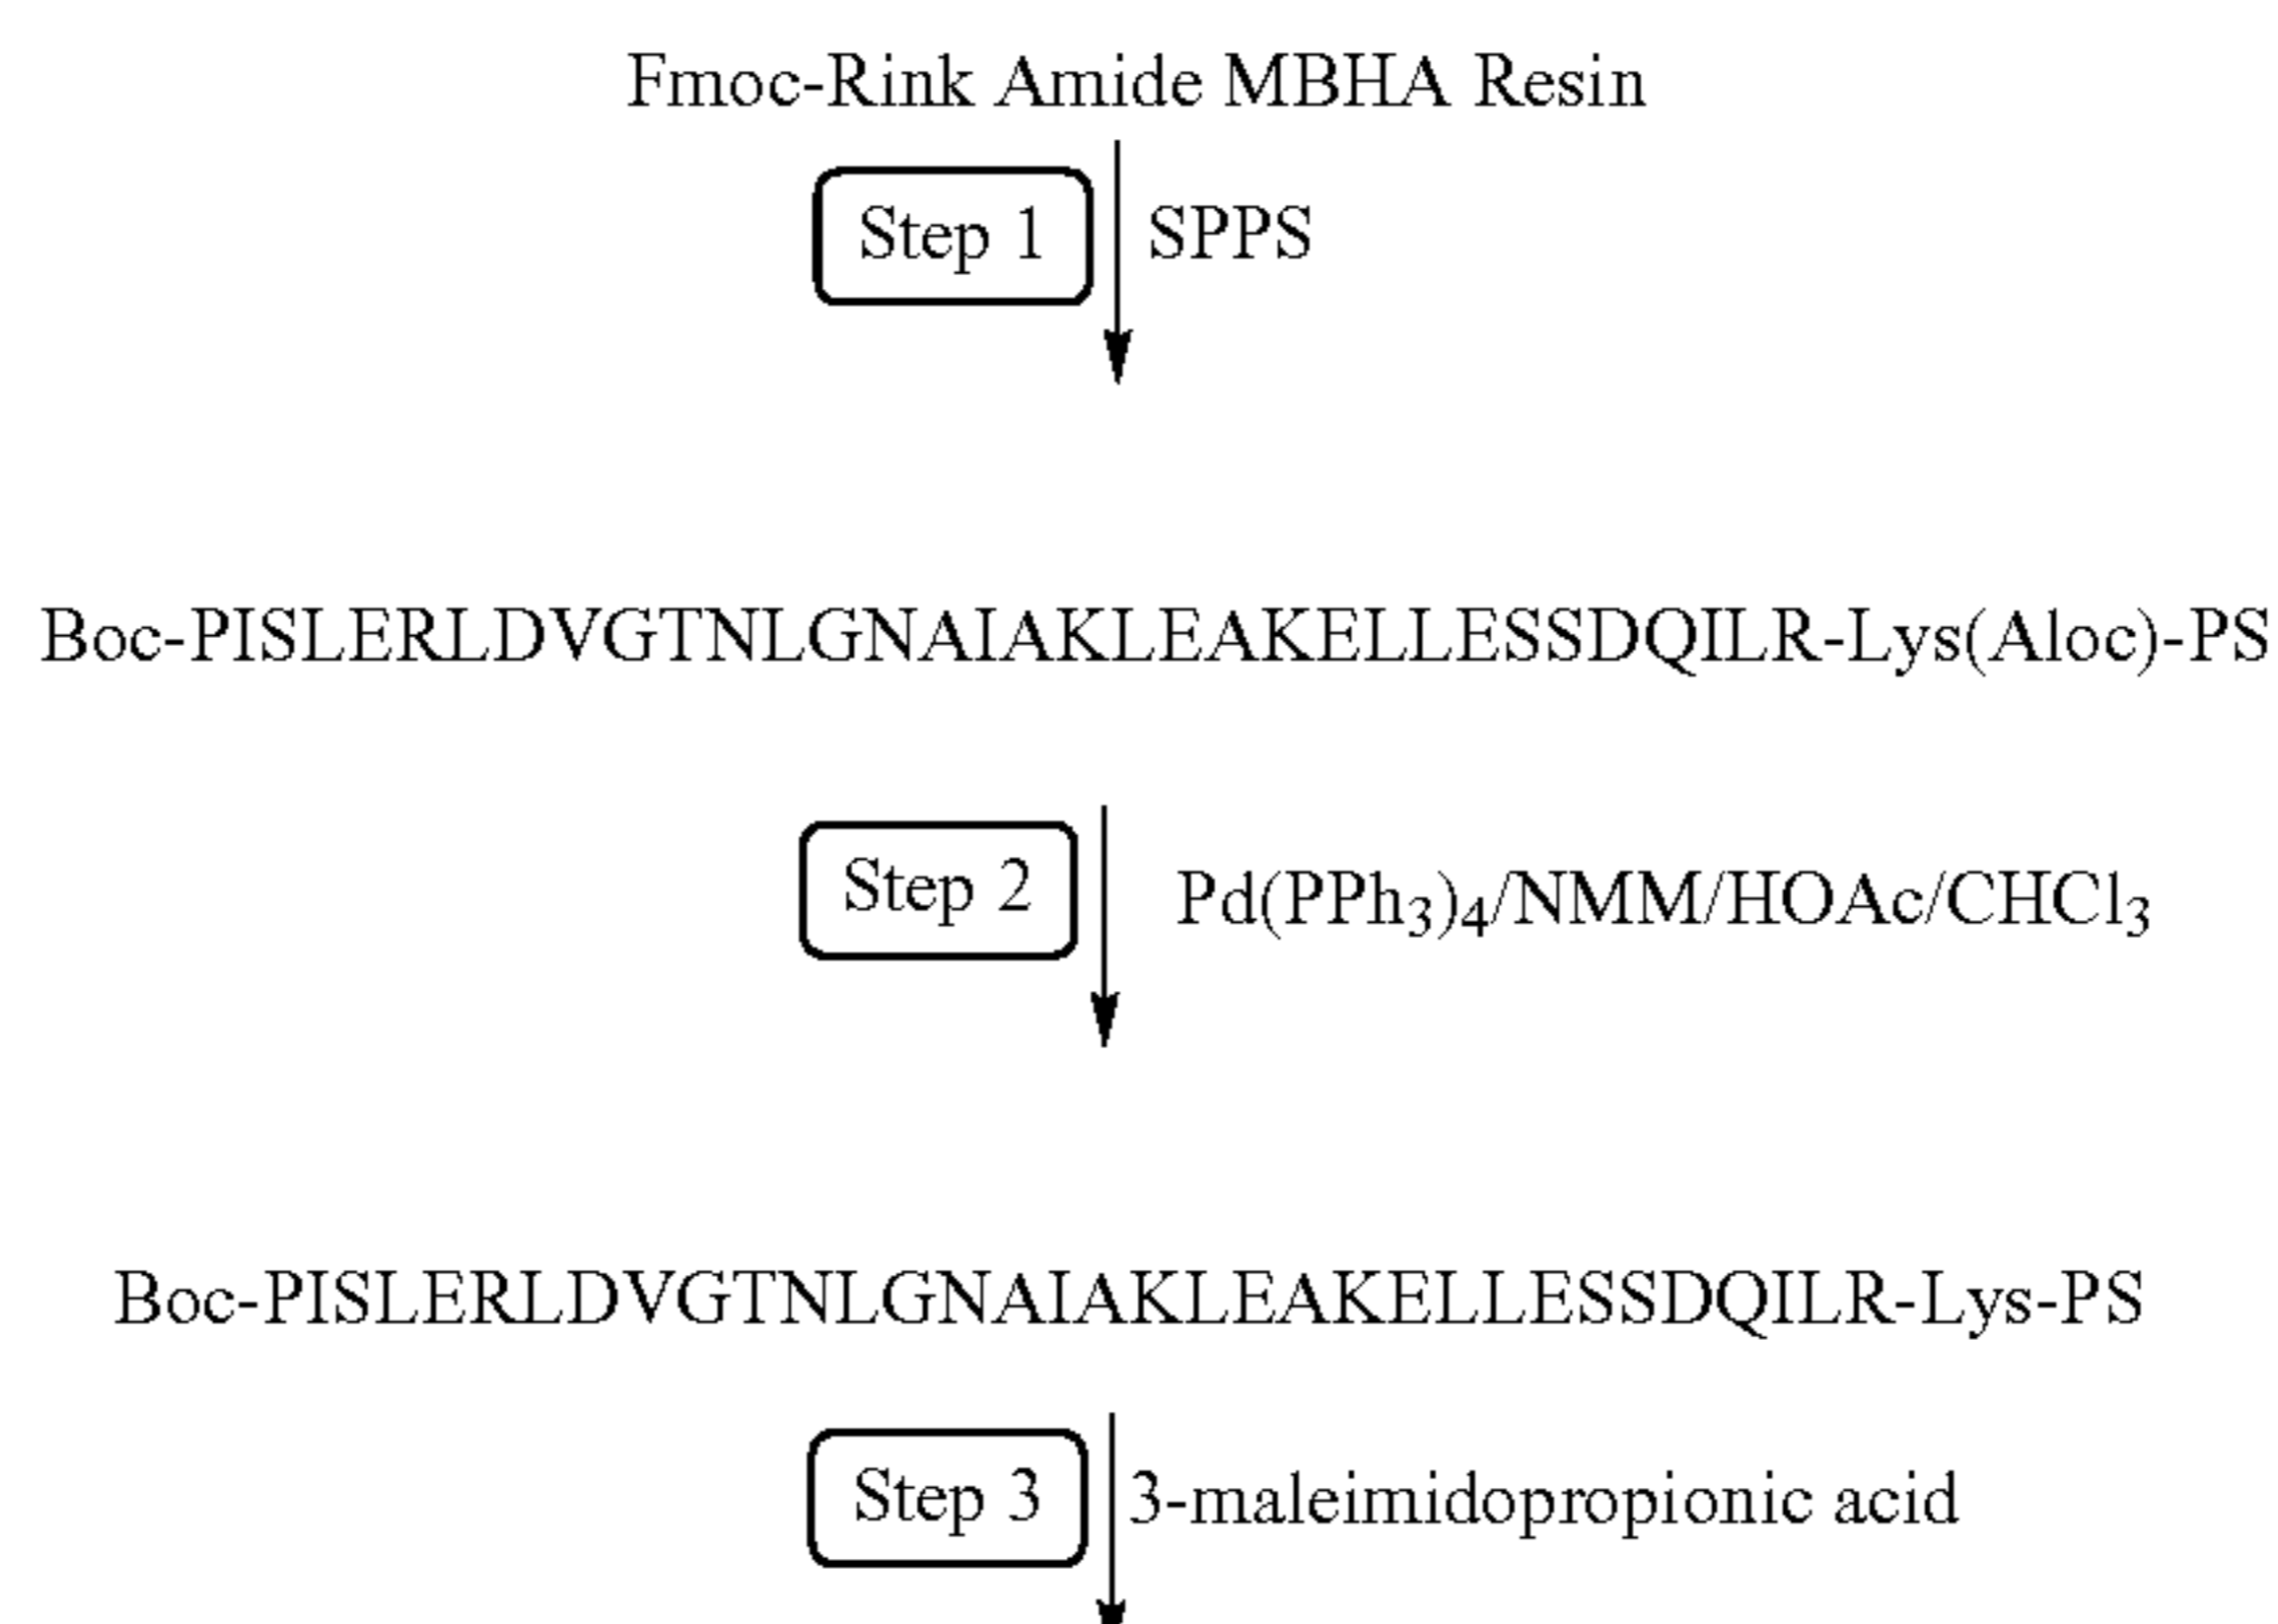 Fmoc-Rink Amide MBHA Resin
Step 1
SPPS
Boc-PISLERLDVGTNLGNAIAKLEAKELLESSDQILR-Lys(Aloc)-PS
Step 2
Pd(PPh3)4/NMM/HOAc/CHCl3
Boc-PISLERLDVGTNLGNAIAKLEAKELLESSDQILR-Lys-PS
Step 3
3-maleimidopropionic acid